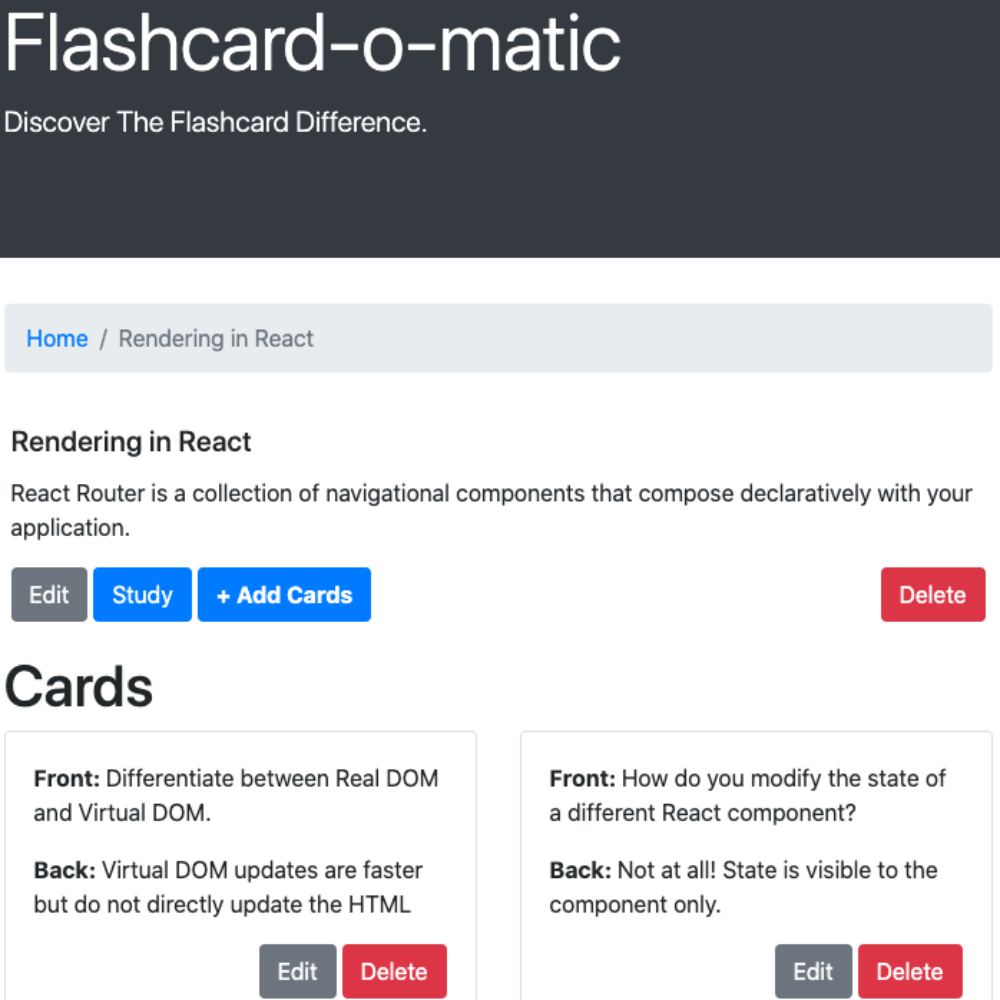 Flashcard-o-matic
Discover The Flashcard Difference.
Home / Rendering in React
Rendering in React
React Router is a collection of navigational components that compose declaratively with your
application.
Edit Study + Add Cards Delete
Cards
Front: Differentiate between Real DOM
and Virtual DOM.
Back: Virtual DOM updates are faster
but do not directly update the HTML
Edit Delete
Front: How do you modify the state of
a different React component?
Back: Not at all! State is visible to the
component only.
Edit Delete